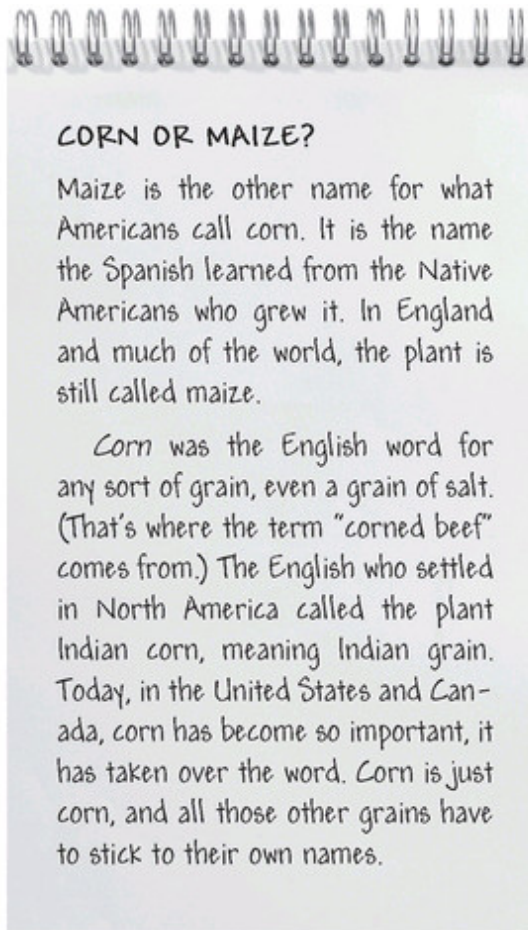 CORN OR MAIZE?
Maize is the other name for what
Americans call corn. It is the name
the Spanish learned from the Native
Americans who grew it. In England
and much of the world, the plant is
still called maize.
Corn was the English word for
any sort of grain, even a grain of salt.
(That's where the term "corned beef"
comes from.) The English who settled
in North America called the plant
Indian corn, meaning Indian grain.
Today, in the United States and Can-
ada, corn has become so important, it
has taken over the word. Corn is just
corn, and all those other grains have
to stick to their own names.